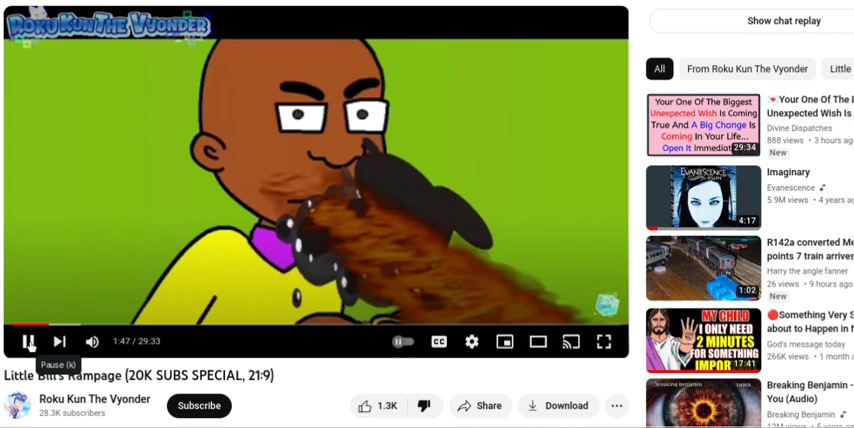 ROKU KUN THE VYONDER
Show chat replay
All
From Roku Kun The Vyonder
Little
Your One Of The Biggest
Unexpected Wish Is Coming
True And A Big Change Is
Coming In Your Life...
Open It Immediat
29:34
💌Your One Of The
Unexpected Wish Is
Divine Dispatches
888 views • 3 hours ag
New
EVANESCENCE
4:17
Imaginary
Evanescence
5.9M views • 4 years ag
1:02
R142a converted Me
points 7 train arrives
Harry the angle fanner
26 views • 9 hours ago
New
MY CHILD
I ONLY NEED
2 MINUTES
FOR SOMETHING
IMPOR
17:41
🔴Something Very S
about to Happen in
God's message today
266K views • 1 month a
breaking benjamin
Breaking Benjamin -
You (Audio)
Breaking Benjamin
1:47 / 29:33
CC
Pause (k)
Little Bill's Rampage (20K SUBS SPECIAL, 21:9)
Roku Kun The Vyonder
28.3K subscribers
Subscribe
1.3K
Share
Download